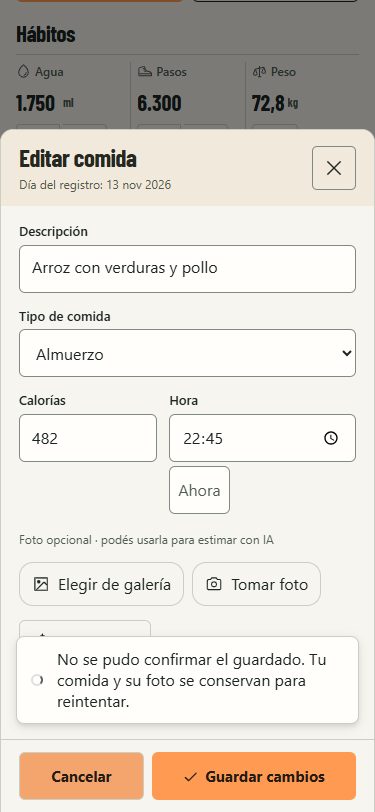 Hábitos
Agua
Pasos
Peso
1.750 ml
6.300
72,8 kg
Editar comida
Día del registro: 13 nov 2026
Descripción
Arroz con verduras y pollo
Tipo de comida
Almuerzo
Calorías
Hora
482
22:45
Ahora
Foto opcional · podés usarla para estimar con IA
Elegir de galería
Tomar foto
No se pudo confirmar el guardado. Tu
comida y su foto se conservan para
reintentar.
Cancelar
Guardar cambios